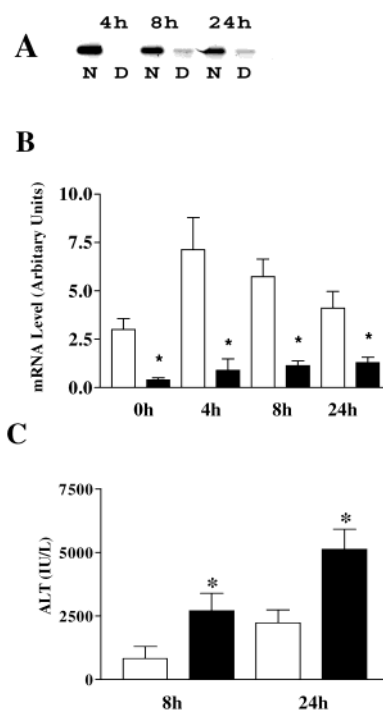 4h 8h 24h
A
N D N D N D
B
mRNA Level (Arbitary Units)
10.0
7.5
5.0
2.5
0.0
* * * *
0h 4h 8h 24h
C
ALT (IU/L)
7500
5000
2500
0
* *
8h 24h